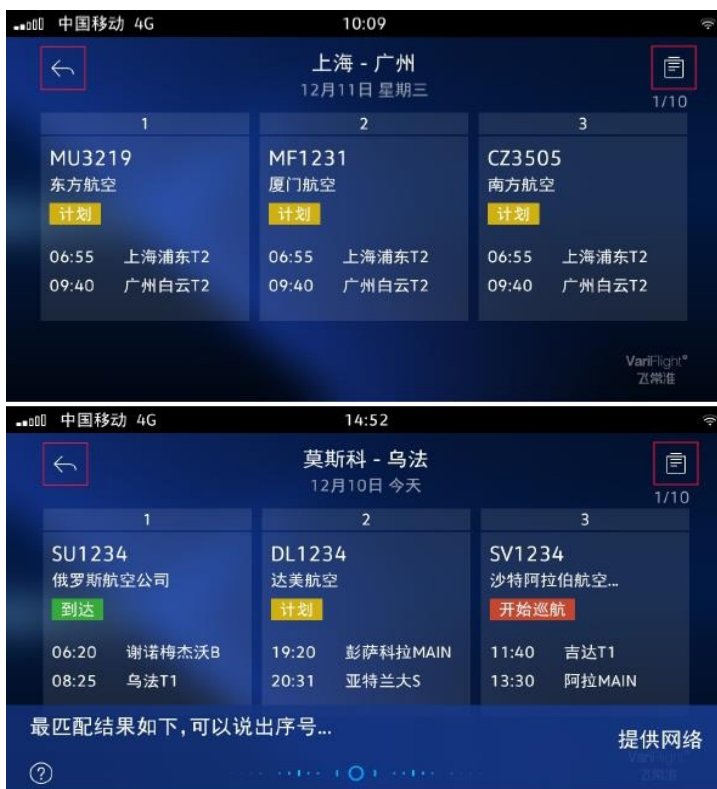 中国移动 4G 10:09
上海 - 广州
12月11日 星期三
1/10
1 2 3
MU3219 MF1231 CZ3505
东方航空 厦门航空 南方航空
计划 计划 计划
06:55 上海浦东T2 06:55 上海浦东T2 06:55 上海浦东T2
09:40 广州白云T2 09:40 广州白云T2 09:40 广州白云T2
VariFlight
飞常准
中国移动 4G 14:52
莫斯科 - 乌法
12月10日 今天
1/10
1 2 3
SU1234 DL1234 SV1234
俄罗斯航空公司 达美航空 沙特阿拉伯航空...
到达 计划 开始巡航
06:20 谢诺梅杰沃B 19:20 彭萨科拉MAIN 11:40 吉达T1
08:25 乌法T1 20:31 亚特兰大S 13:30 阿拉MAIN
最匹配结果如下,可以说出序号...
提供网络
?